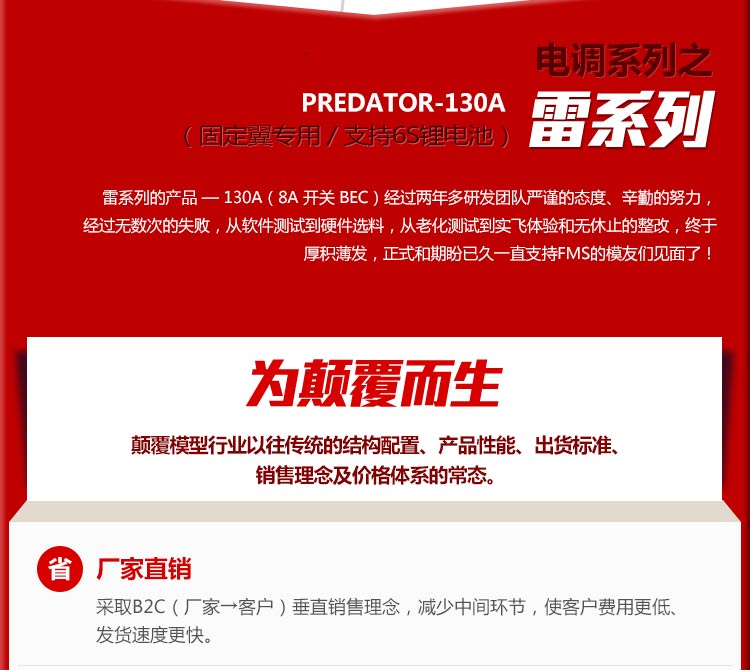 电调系列之
PREDATOR-130A
（固定翼专用 / 支持6S锂电池）
雷系列
雷系列的产品 — 130A（8A 开关 BEC）经过两年多研发团队严谨的态度、辛勤的努力，
经过无数次的失败，从软件测试到硬件选料，从老化测试到实飞体验和无休止的整改，终于
厚积薄发，正式和期盼已久一直支持FMS的模友们见面了！
为颠覆而生
颠覆模型行业以往传统的结构配置、产品性能、出货标准、
销售理念及价格体系的常态。
省 厂家直销
采取B2C（厂家→客户）垂直销售理念，减少中间环节，使客户费用更低、
发货速度更快。